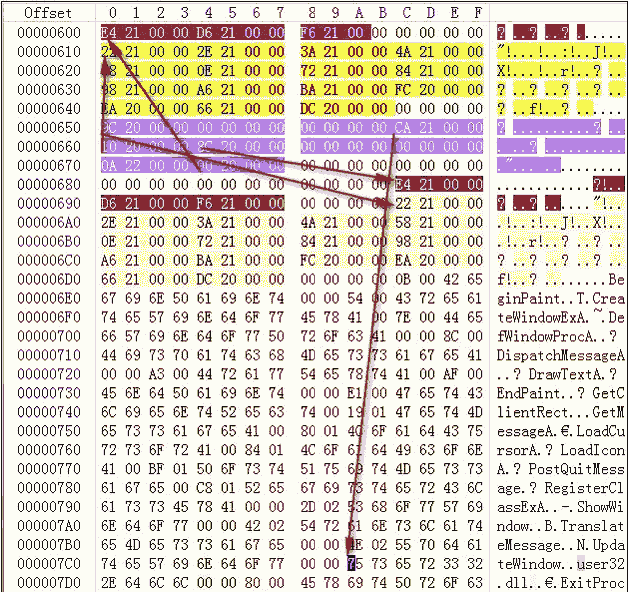 Offset 0 1 2 3 4 5 6 7 8 9 A B C D E F
00000600 E4 21 00 00 D6 21 00 00 F6 21 00 00 00 00 00 00
00000610 22 21 00 00 2E 21 00 00 3A 21 00 00 4A 21 00 00 "!...!..:!..J!..
00000620 21 00 00 0E 21 00 00 72 21 00 00 84 21 00 00 X!...!..r!..? ..
00000630 98 21 00 00 A6 21 00 00 BA 21 00 00 FC 20 00 00 ? ..? ..? ..? ..
00000640 EA 20 00 00 66 21 00 00 DC 20 00 00 00 00 00 00 ? ..f!..? ......
00000650 20 00 00 00 00 00 00 00 00 00 00 CA 21 00 00
00000660 20 00 00
00000670 0A 22 00 00 00 00 00 00 00 00 00 00
00000680 00 00 00 00 00 00 00 00 00 00 00 00 E4 21 00 00 ............?!..
00000690 D6 21 00 00 F6 21 00 00 00 00 00 00 22 21 00 00 ? ..? ......"!..
000006A0 2E 21 00 00 3A 21 00 00 4A 21 00 00 58 21 00 00 .!..:!..J!..X!..
000006B0 0E 21 00 00 72 21 00 00 84 21 00 00 98 21 00 00 .!..r!..? ..? ..
000006C0 A6 21 00 00 BA 21 00 00 FC 20 00 00 EA 20 00 00 ? ..? ..? ..? ..
000006D0 66 21 00 00 DC 20 00 00 00 00 00 00 0B 00 42 65 f!..? ........Be
000006E0 67 69 6E 50 61 69 6E 74 00 00 54 00 43 72 65 61 ginPaint..T.Crea
000006F0 74 65 57 69 6E 64 6F 77 45 78 41 00 7E 00 44 65 teWindowExA.~.De
00000700 66 57 69 6E 64 6F 77 50 72 6F 63 41 00 00 8C 00 fWindowProcA..?
00000710 44 69 73 70 61 74 63 68 4D 65 73 73 61 67 65 41 DispatchMessageA
00000720 00 00 A3 00 44 72 61 77 54 65 78 74 41 00 AF 00 ..? DrawTextA.?
00000730 45 6E 64 50 61 69 6E 74 00 00 E1 00 47 65 74 43 EndPaint..? GetC
00000740 6C 69 65 6E 74 52 65 63 74 00 19 01 47 65 74 4D lientRect...GetM
00000750 65 73 73 61 67 65 41 00 80 01 4C 6F 61 64 43 75 essageA.€.LoadCu
00000760 72 73 6F 72 41 00 84 01 4C 6F 61 64 49 63 6F 6E rsorA.? LoadIcon
00000770 41 00 BF 01 50 6F 73 74 51 75 69 74 4D 65 73 73 A.? PostQuitMess
00000780 61 67 65 00 C8 01 52 65 67 69 73 74 65 72 43 6C age.? RegisterCl
00000790 61 73 73 45 78 41 00 00 2D 02 53 68 6F 77 57 69 assExA..-.ShowWi
000007A0 6E 64 6F 77 00 00 42 02 54 72 61 6E 73 6C 61 74 ndow..B.Translat
000007B0 65 4D 65 73 73 61 67 65 00 00 4E 02 55 70 64 61 eMessage..N.Upda
000007C0 74 65 57 69 6E 64 6F 77 00 00 75 73 65 72 33 32 teWindow..user32
000007D0 2E 64 6C 6C 00 00 80 00 45 78 69 74 50 72 6F 63 .dll..€.ExitProc